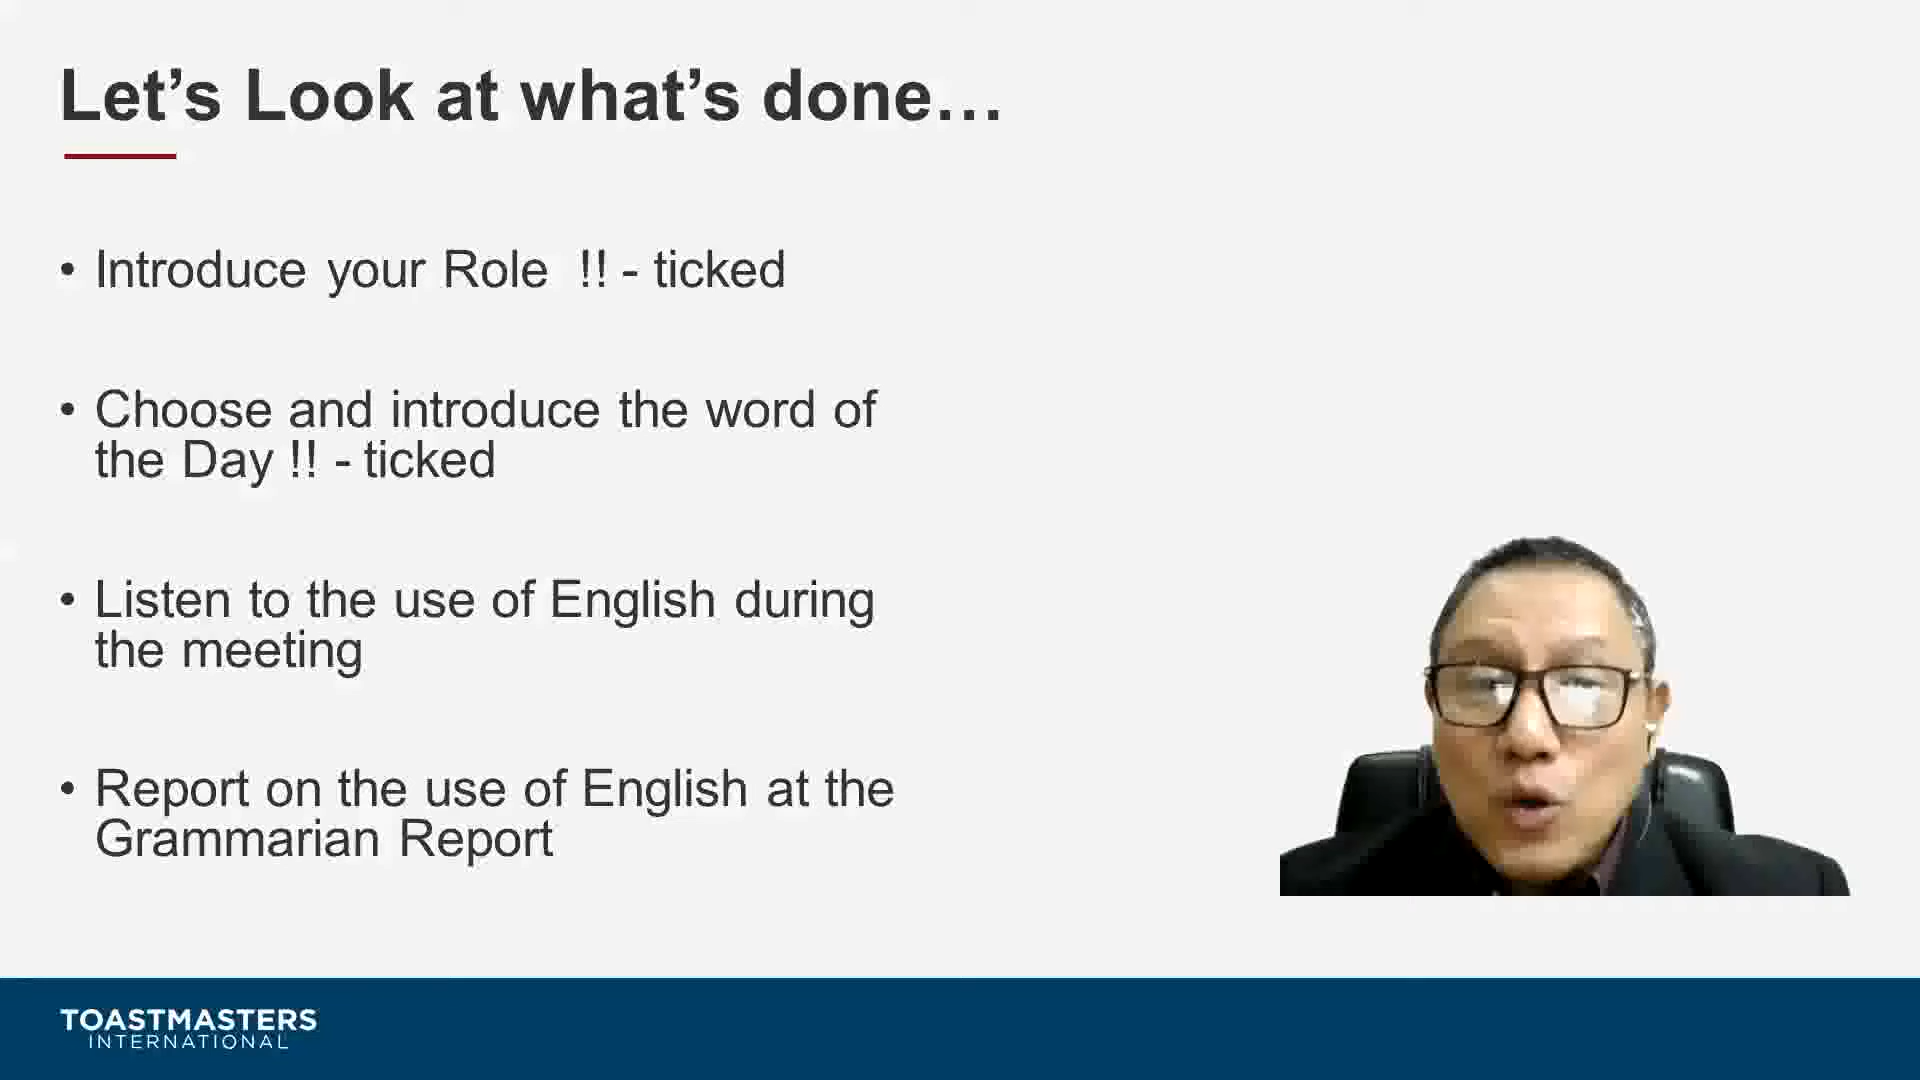 Let’s Look at what’s done…
• Introduce your Role !! - ticked
• Choose and introduce the word of
the Day !! - ticked
• Listen to the use of English during
the meeting
• Report on the use of English at the
Grammarian Report
TOASTMASTERS
INTERNATIONAL